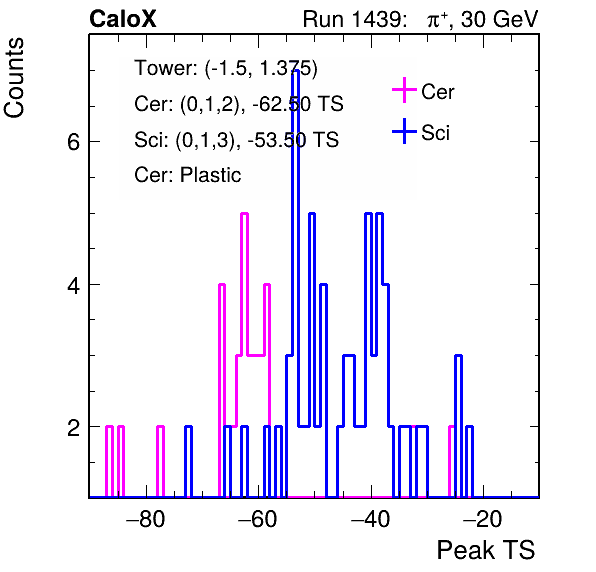 CaloX Run 1439: π⁺, 30 GeV
Counts
Tower: (-1.5, 1.375)
Cer: (0,1,2), -62.50 TS
Sci: (0,1,3), -53.50 TS
Cer: Plastic
Cer
Sci
6
4
2
−80 −60 −40 −20
Peak TS